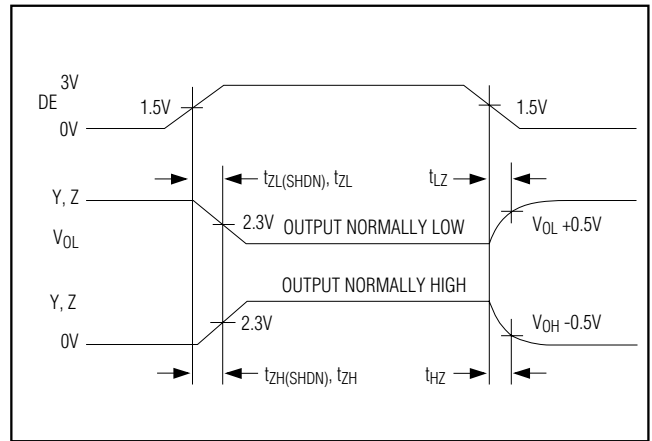 3V
DE
1.5V
1.5V
0V
tZL(SHDN), tZL
tLZ
Y, Z
2.3V
OUTPUT NORMALLY LOW
VOL +0.5V
VOL
OUTPUT NORMALLY HIGH
Y, Z
2.3V
VOH -0.5V
0V
tZH(SHDN), tZH
tHZ